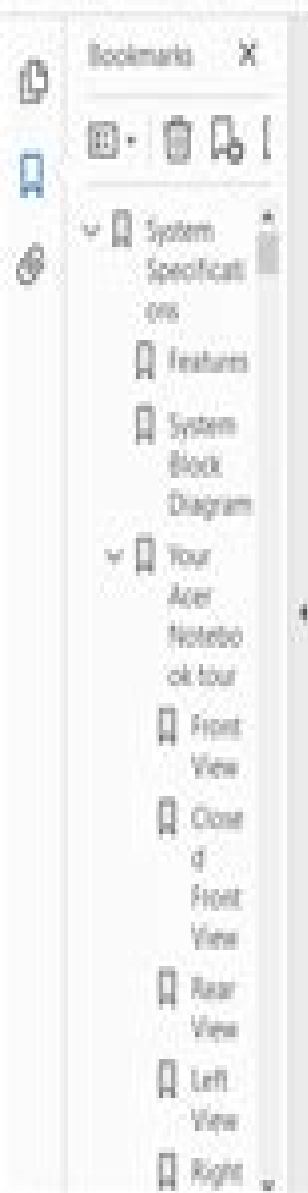 Bookmarks
System
Specificati
ons
Features
System
Block
Diagram
Your
Acer
Notebo
ok tour
Front
View
Close
d
Front
View
Rear
View
Left
View
Right